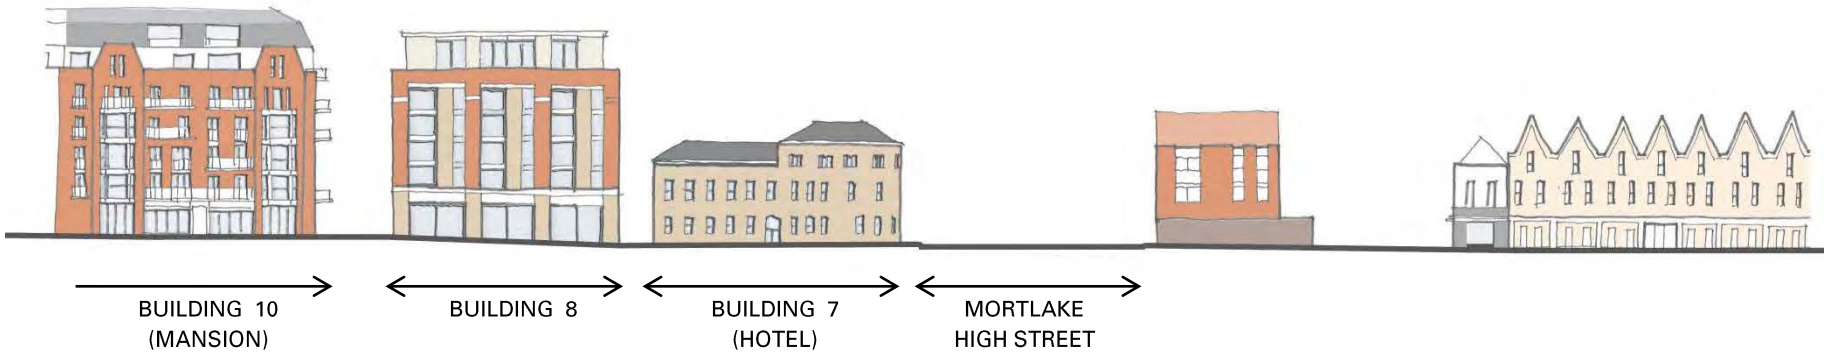 BUILDING 10
(MANSION)
BUILDING 8
BUILDING 7
(HOTEL)
MORTLAKE
HIGH STREET